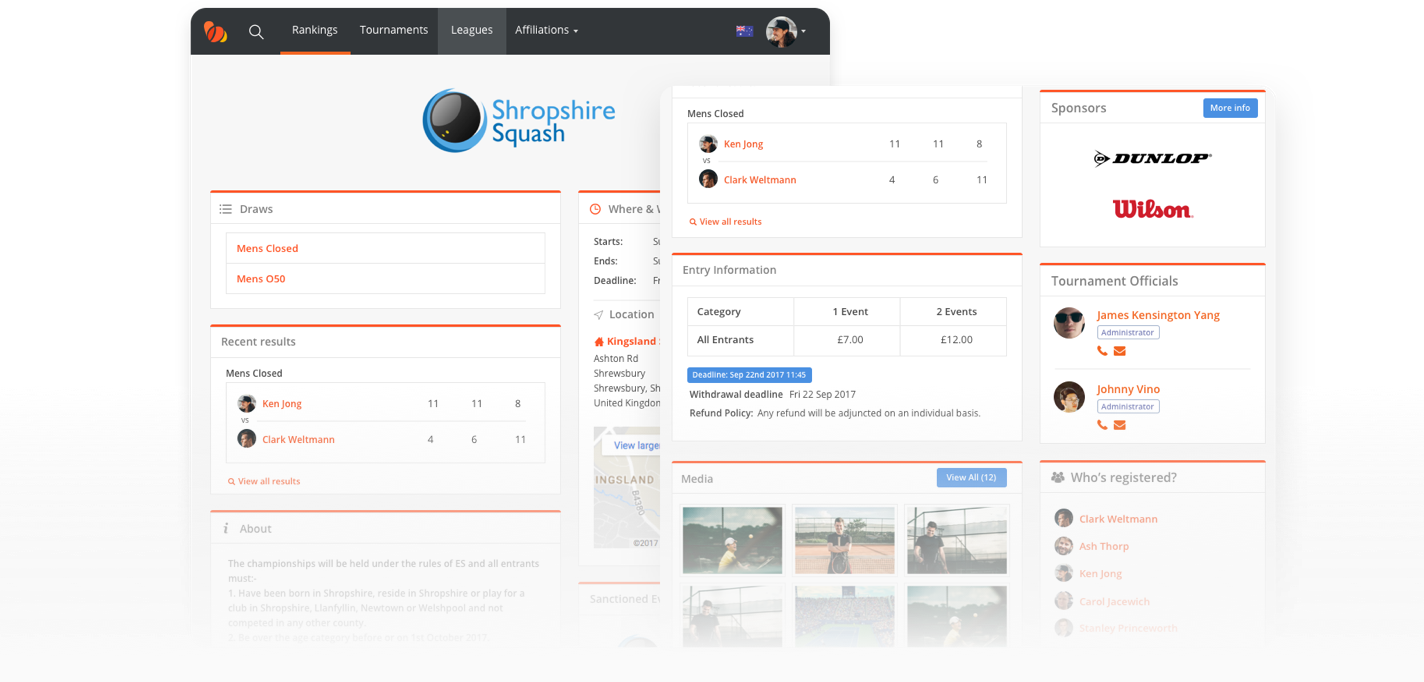 Rankings Tournaments Leagues Affiliations
Shropshire
Squash
Draws
Mens Closed
Mens O50
Recent results
Mens Closed
Ken Jong 11 11 8
vs
Clark Weltmann 4 6 11
View all results
i About
The championships will be held under the rules of ES and all entrants
must:-
1. Have been born in Shropshire, reside in Shropshire or play for a
club in Shropshire, Llanfyllin, Newtown or Welshpool and not
competed in any other county.
2. Be over the age category before or on 1st October 2017
Where &
Starts:
Ends:
Deadline:
Location
Kingsland
Ashton Rd
Shrewsbury
Shrewsbury, Sh
United Kingdom
View large
INGSLAND
B4380
©2017
Sanctioned Ev
Mens Closed
Ken Jong 11 11 8
vs
Clark Weltmann 4 6 11
View all results
Entry Information
Category 1 Event 2 Events
All Entrants £7.00 £12.00
Deadline: Sep 22nd 2017 11:45
Withdrawal deadline Fri 22 Sep 2017
Refund Policy: Any refund will be adjuncted on an individual basis.
Media View All (12)
Sponsors More info
DUNLOP
Wilson
Tournament Officials
James Kensington Yang
Administrator
Johnny Vino
Administrator
Who's registered?
Clark Weltmann
Ash Thorp
Ken Jong
Carol Jacewich
Stanley Princeworth